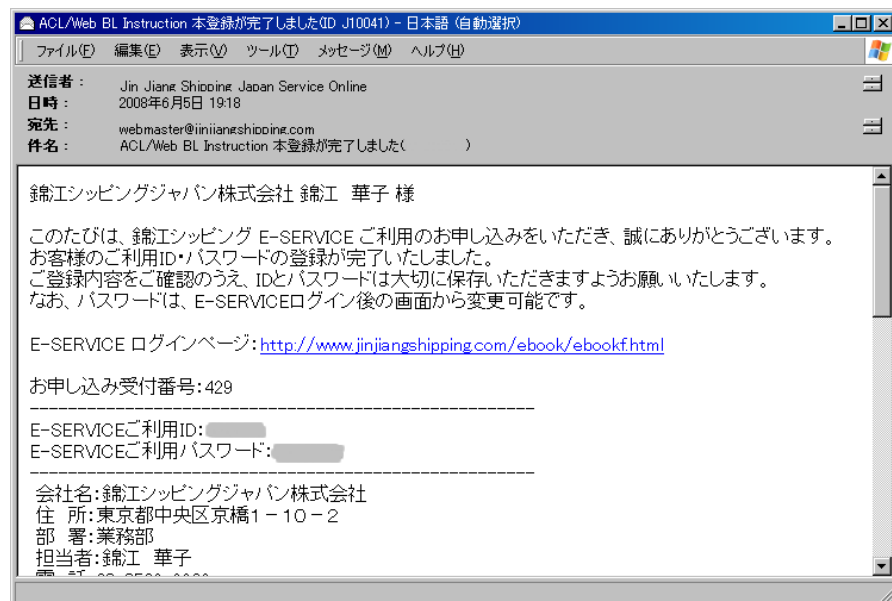 ACL/Web BL Instruction 本登録が完了しました(ID J10041) - 日本語 (自動選択)
ファイル(F) 編集(E) 表示(V) ツール(T) メッセージ(M) ヘルプ(H)
送信者： Jin Jiang Shipping Japan Service Online
日時： 2008年6月5日 19:18
宛先： webmaster@jinjiangshipping.com
件名： ACL/Web BL Instruction 本登録が完了しました( )
錦江シッピングジャパン株式会社 錦江 華子 様
このたびは、錦江シッピング E-SERVICE ご利用のお申し込みをいただき、誠にありがとうございます。
お客様のご利用ID・パスワードの登録が完了いたしました。
ご登録内容をご確認のうえ、IDとパスワードは大切に保存いただきますようお願いいたします。
なお、パスワードは、E-SERVICEログイン後の画面から変更可能です。
E-SERVICE ログインページ：http://www.jinjiangshipping.com/ebook/ebookf.html
お申し込み受付番号：429
------------------------------------------------------
E-SERVICEご利用ID：
E-SERVICEご利用パスワード：
------------------------------------------------------
会社名：錦江シッピングジャパン株式会社
住 所：東京都中央区京橋１－１０－２
部 署：業務部
担当者：錦江 華子